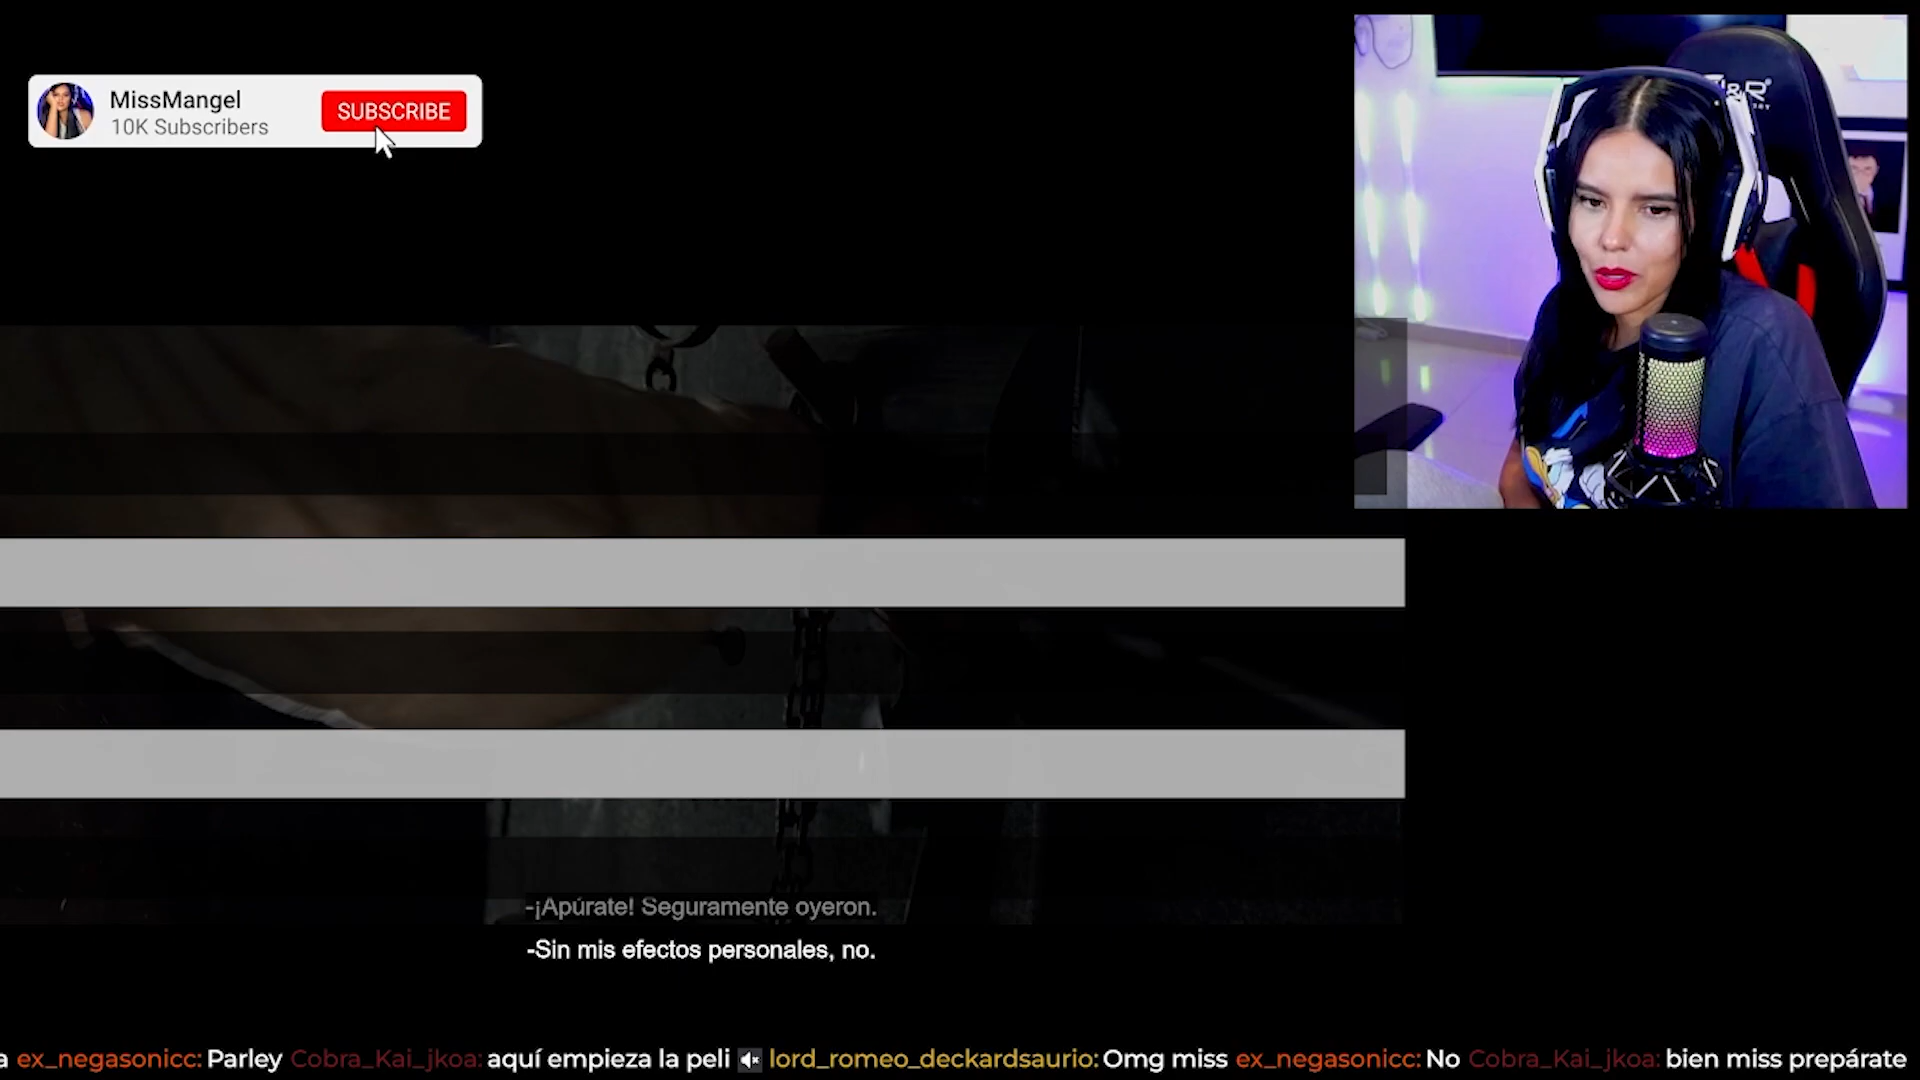 MissMangel
10K Subscribers
SUBSCRIBE
-¡Apúrate! Seguramente oyeron.
-Sin mis efectos personales, no.
a ex_negasonicc: Parley Cobra_Kai_jkoa: aquí empieza la peli lord_romeo_deckardsaurio: Omg miss ex_negasonicc: No Cobra_Kai_jkoa: bien miss prepárate